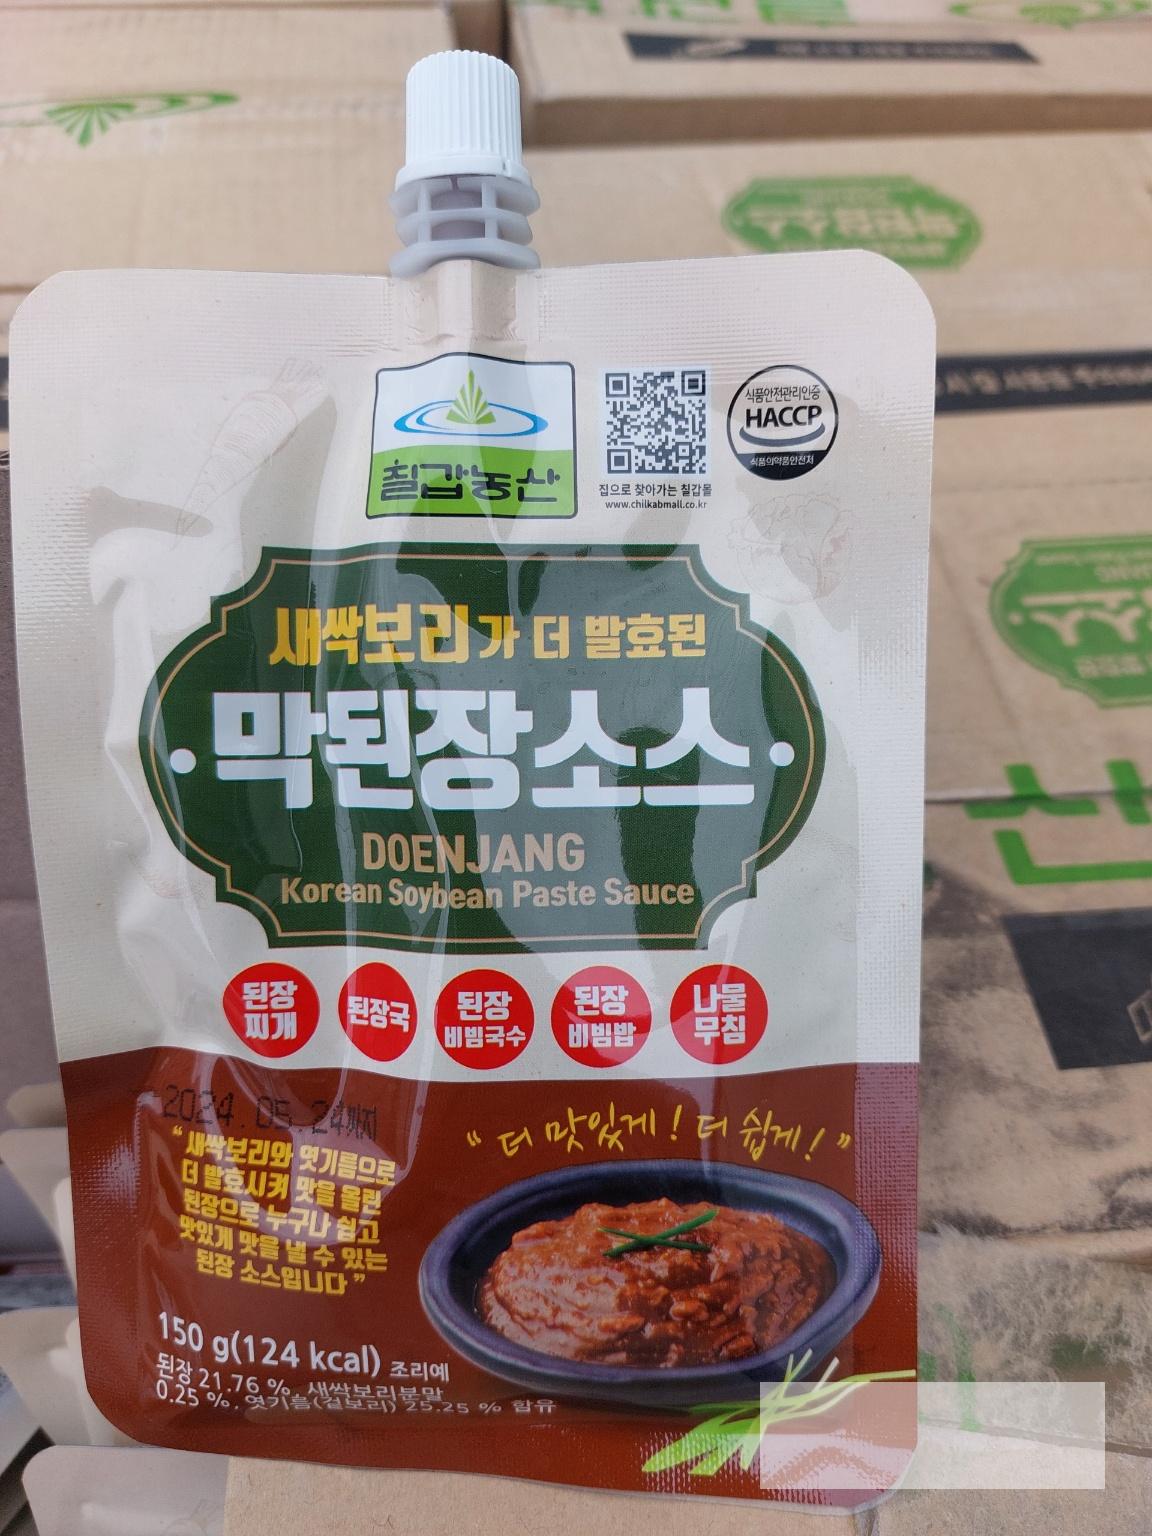 칠갑농산
집으로 찾아가는 칠갑몰
www.chilkabmall.co.kr
식품안전관리인증
HACCP
식품의약품안전처
새싹보리가 더 발효된
막된장소스
DOENJANG
Korean Soybean Paste Sauce
된장
찌개
된장국
된장
비빔국수
된장
비빔밥
나물
무침
2024.05.24까지
“새싹보리와 엿기름으로
더 발효시켜 맛을 올린
된장으로 누구나 쉽고
맛있게 맛을 낼 수 있는
된장 소스입니다”
“더 맛있게! 더 쉽게!”
150 g(124 kcal) 조리예
된장 21.76 %, 새싹보리분말
0.25 %, 엿기름(겉보리) 25.25 % 함유
산